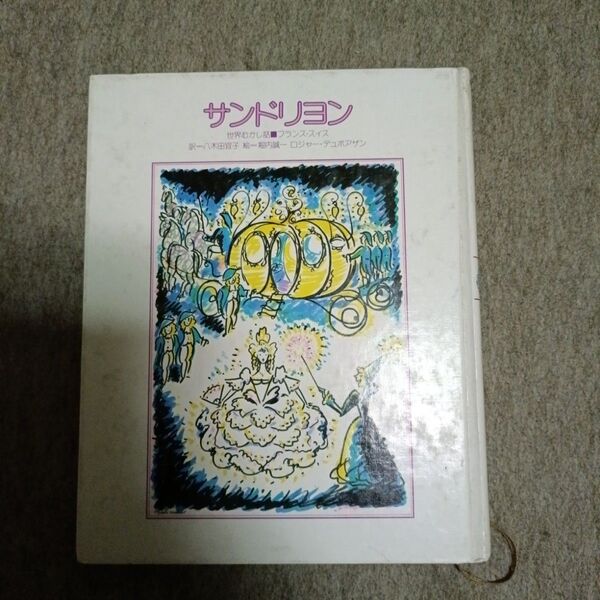 サンドリヨン
世界むかし話■フランス・スイス
訳＝八木田宜子 絵＝堀内誠一 ロジャー・デュボアザン